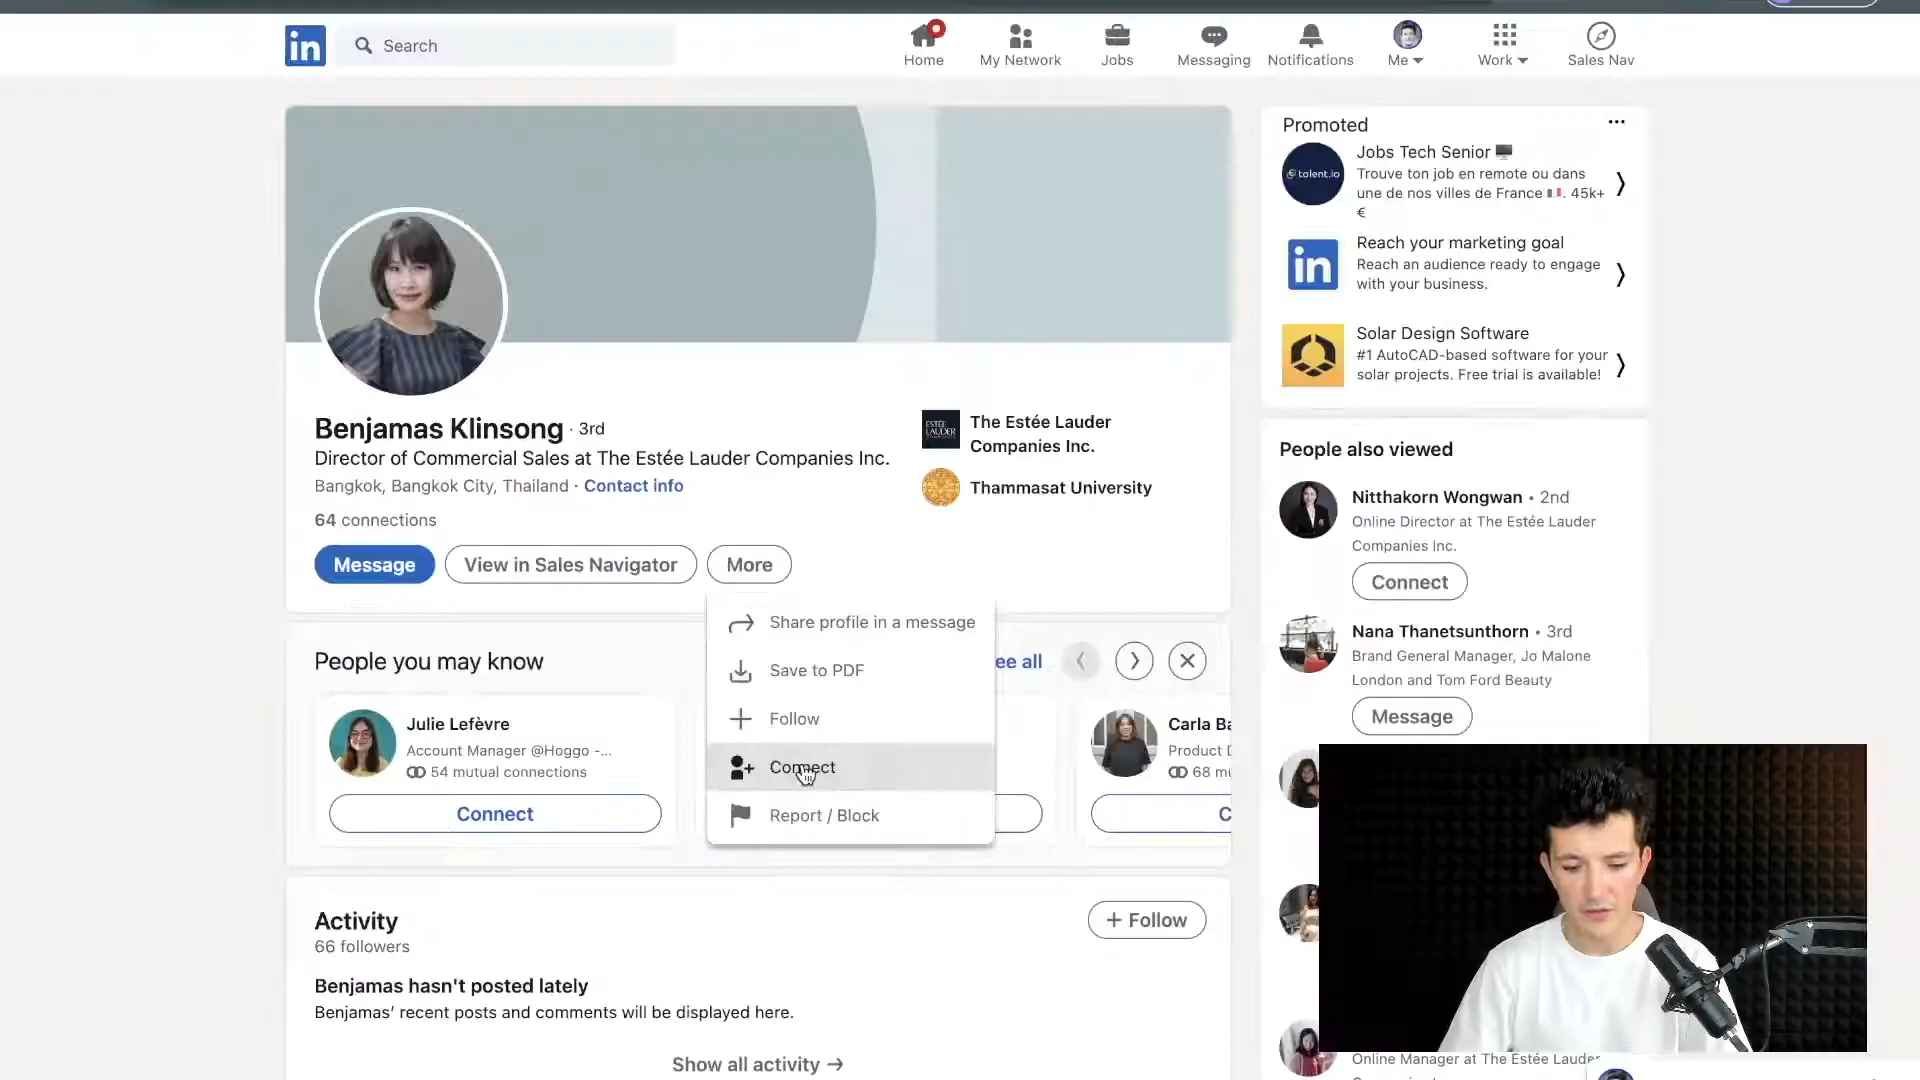 in
Search
Home
My Network
Jobs
Messaging
Notifications
Me
Work
Sales Nav
Benjamas Klinsong · 3rd
Director of Commercial Sales at The Estée Lauder Companies Inc.
Bangkok, Bangkok City, Thailand · Contact info
64 connections
ESTĒE
LAUDER
The Estée Lauder
Companies Inc.
Thammasat University
Message
View in Sales Navigator
More
Share profile in a message
Save to PDF
Follow
Connect
Report / Block
People you may know
ee all
Julie Lefèvre
Account Manager @Hoggo -...
54 mutual connections
Connect
Carla Ba
Product D
68 mu
C
Activity
66 followers
+ Follow
Benjamas hasn't posted lately
Benjamas' recent posts and comments will be displayed here.
Show all activity →
Promoted
...
talent.io
Jobs Tech Senior 🖥️
Trouve ton job en remote ou dans
une de nos villes de France 🇫🇷. 45k+
€
in
Reach your marketing goal
Reach an audience ready to engage
with your business.
Solar Design Software
#1 AutoCAD-based software for your
solar projects. Free trial is available!
People also viewed
Nitthakorn Wongwan • 2nd
Online Director at The Estée Lauder
Companies Inc.
Connect
Nana Thanetsunthorn • 3rd
Brand General Manager, Jo Malone
London and Tom Ford Beauty
Message
Online Manager at The Estée Lauder